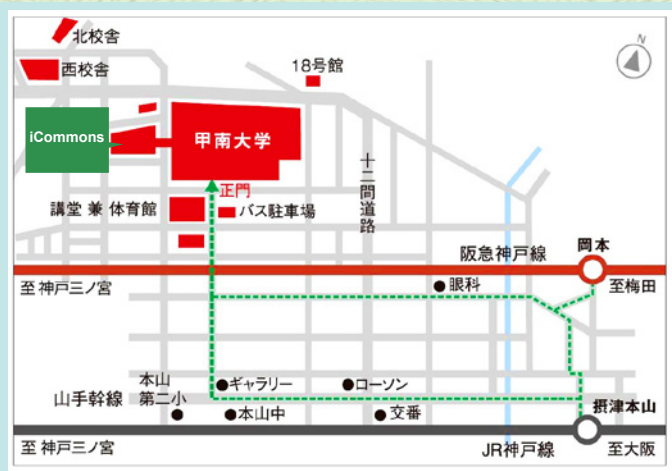 北校舎
N
西校舎
18号館
iCommons
甲南大学
十二間道路
正門
講堂 兼 体育館
バス駐車場
岡本
阪急神戸線
至 神戸三ノ宮
眼科
至梅田
本山
第二小
ギャラリー
ローソン
山手幹線
本山中
交番
摂津本山
至 神戸三ノ宮
JR神戸線
至大阪